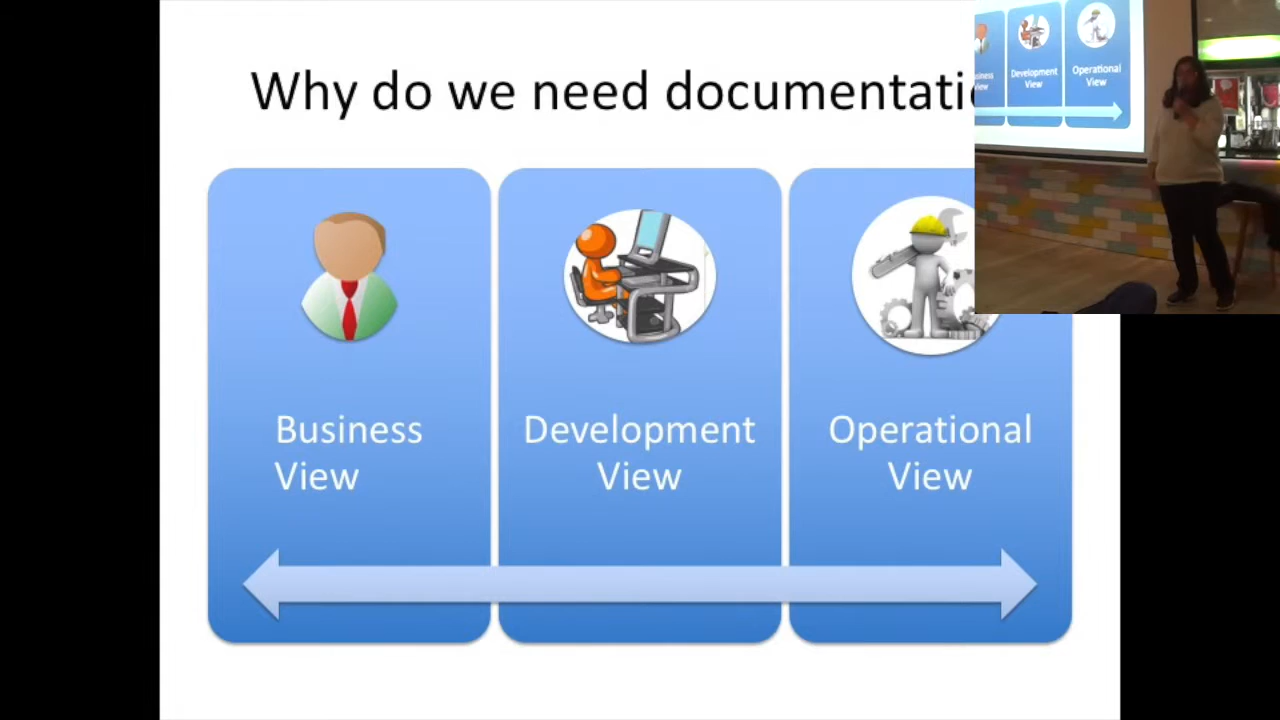 Why do we need documentati
Business
View
Development
View
Operational
View
Development
View
Operational
View